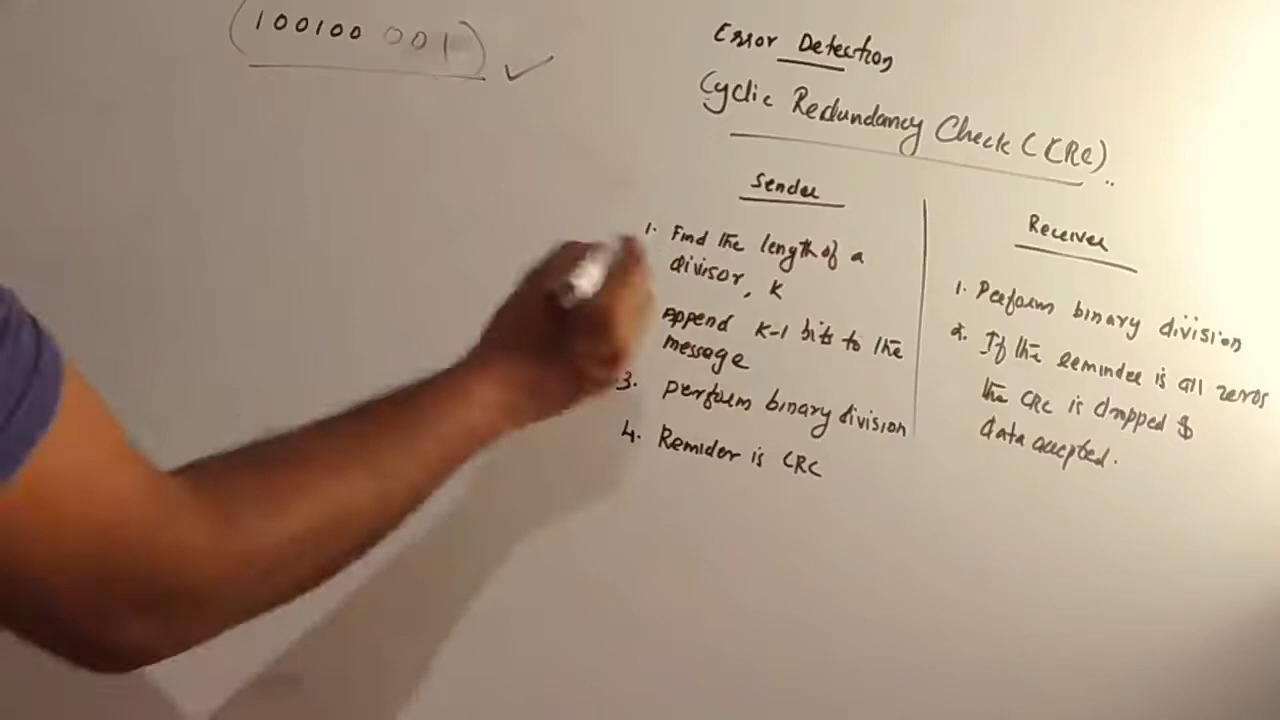 (100100 001) ✓
Error Detection
Cyclic Redundancy Check (CRC)..
Sender
1. Find the length of a
divisor, K
append K-1 bits to the
message
3. perform binary division
4. Remider is CRC
Receiver
1. Perform binary division
2. If the remindee is all zeros
the CRC is dropped &
data accepted.